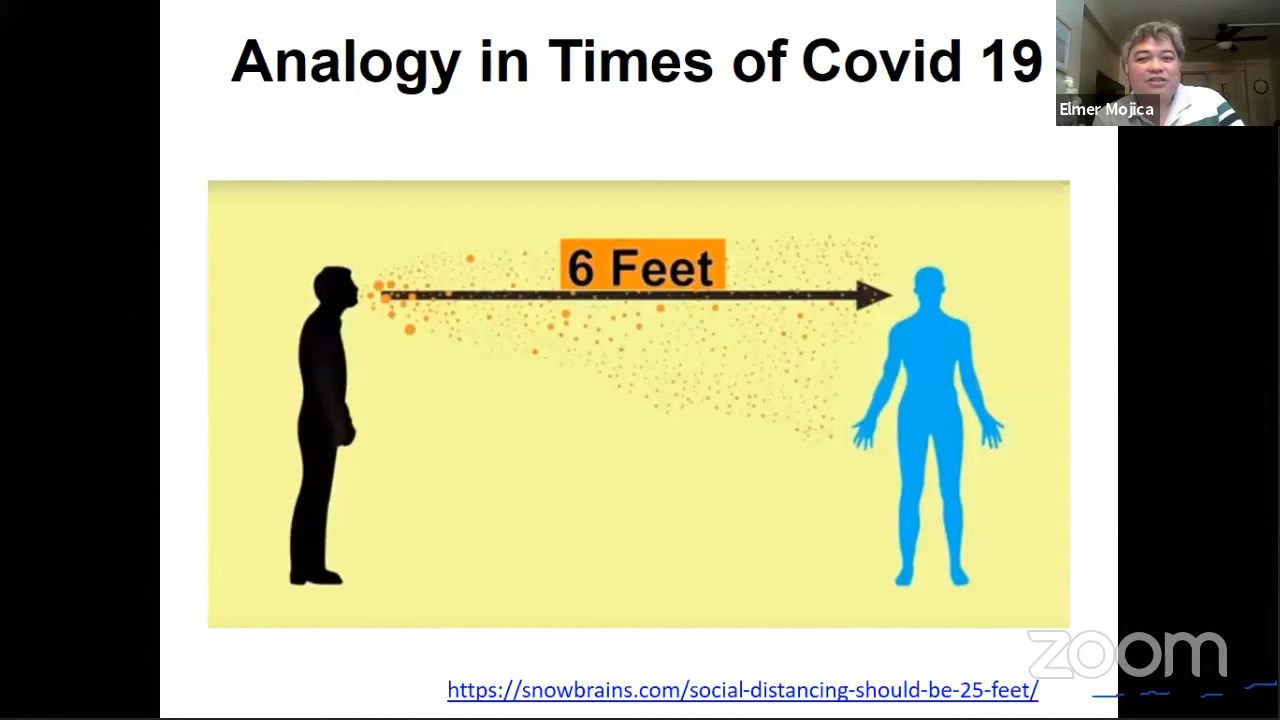 Analogy in Times of Covid 19
Elmer Mojica
6 Feet
zoom
https://snowbrains.com/social-distancing-should-be-25-feet/